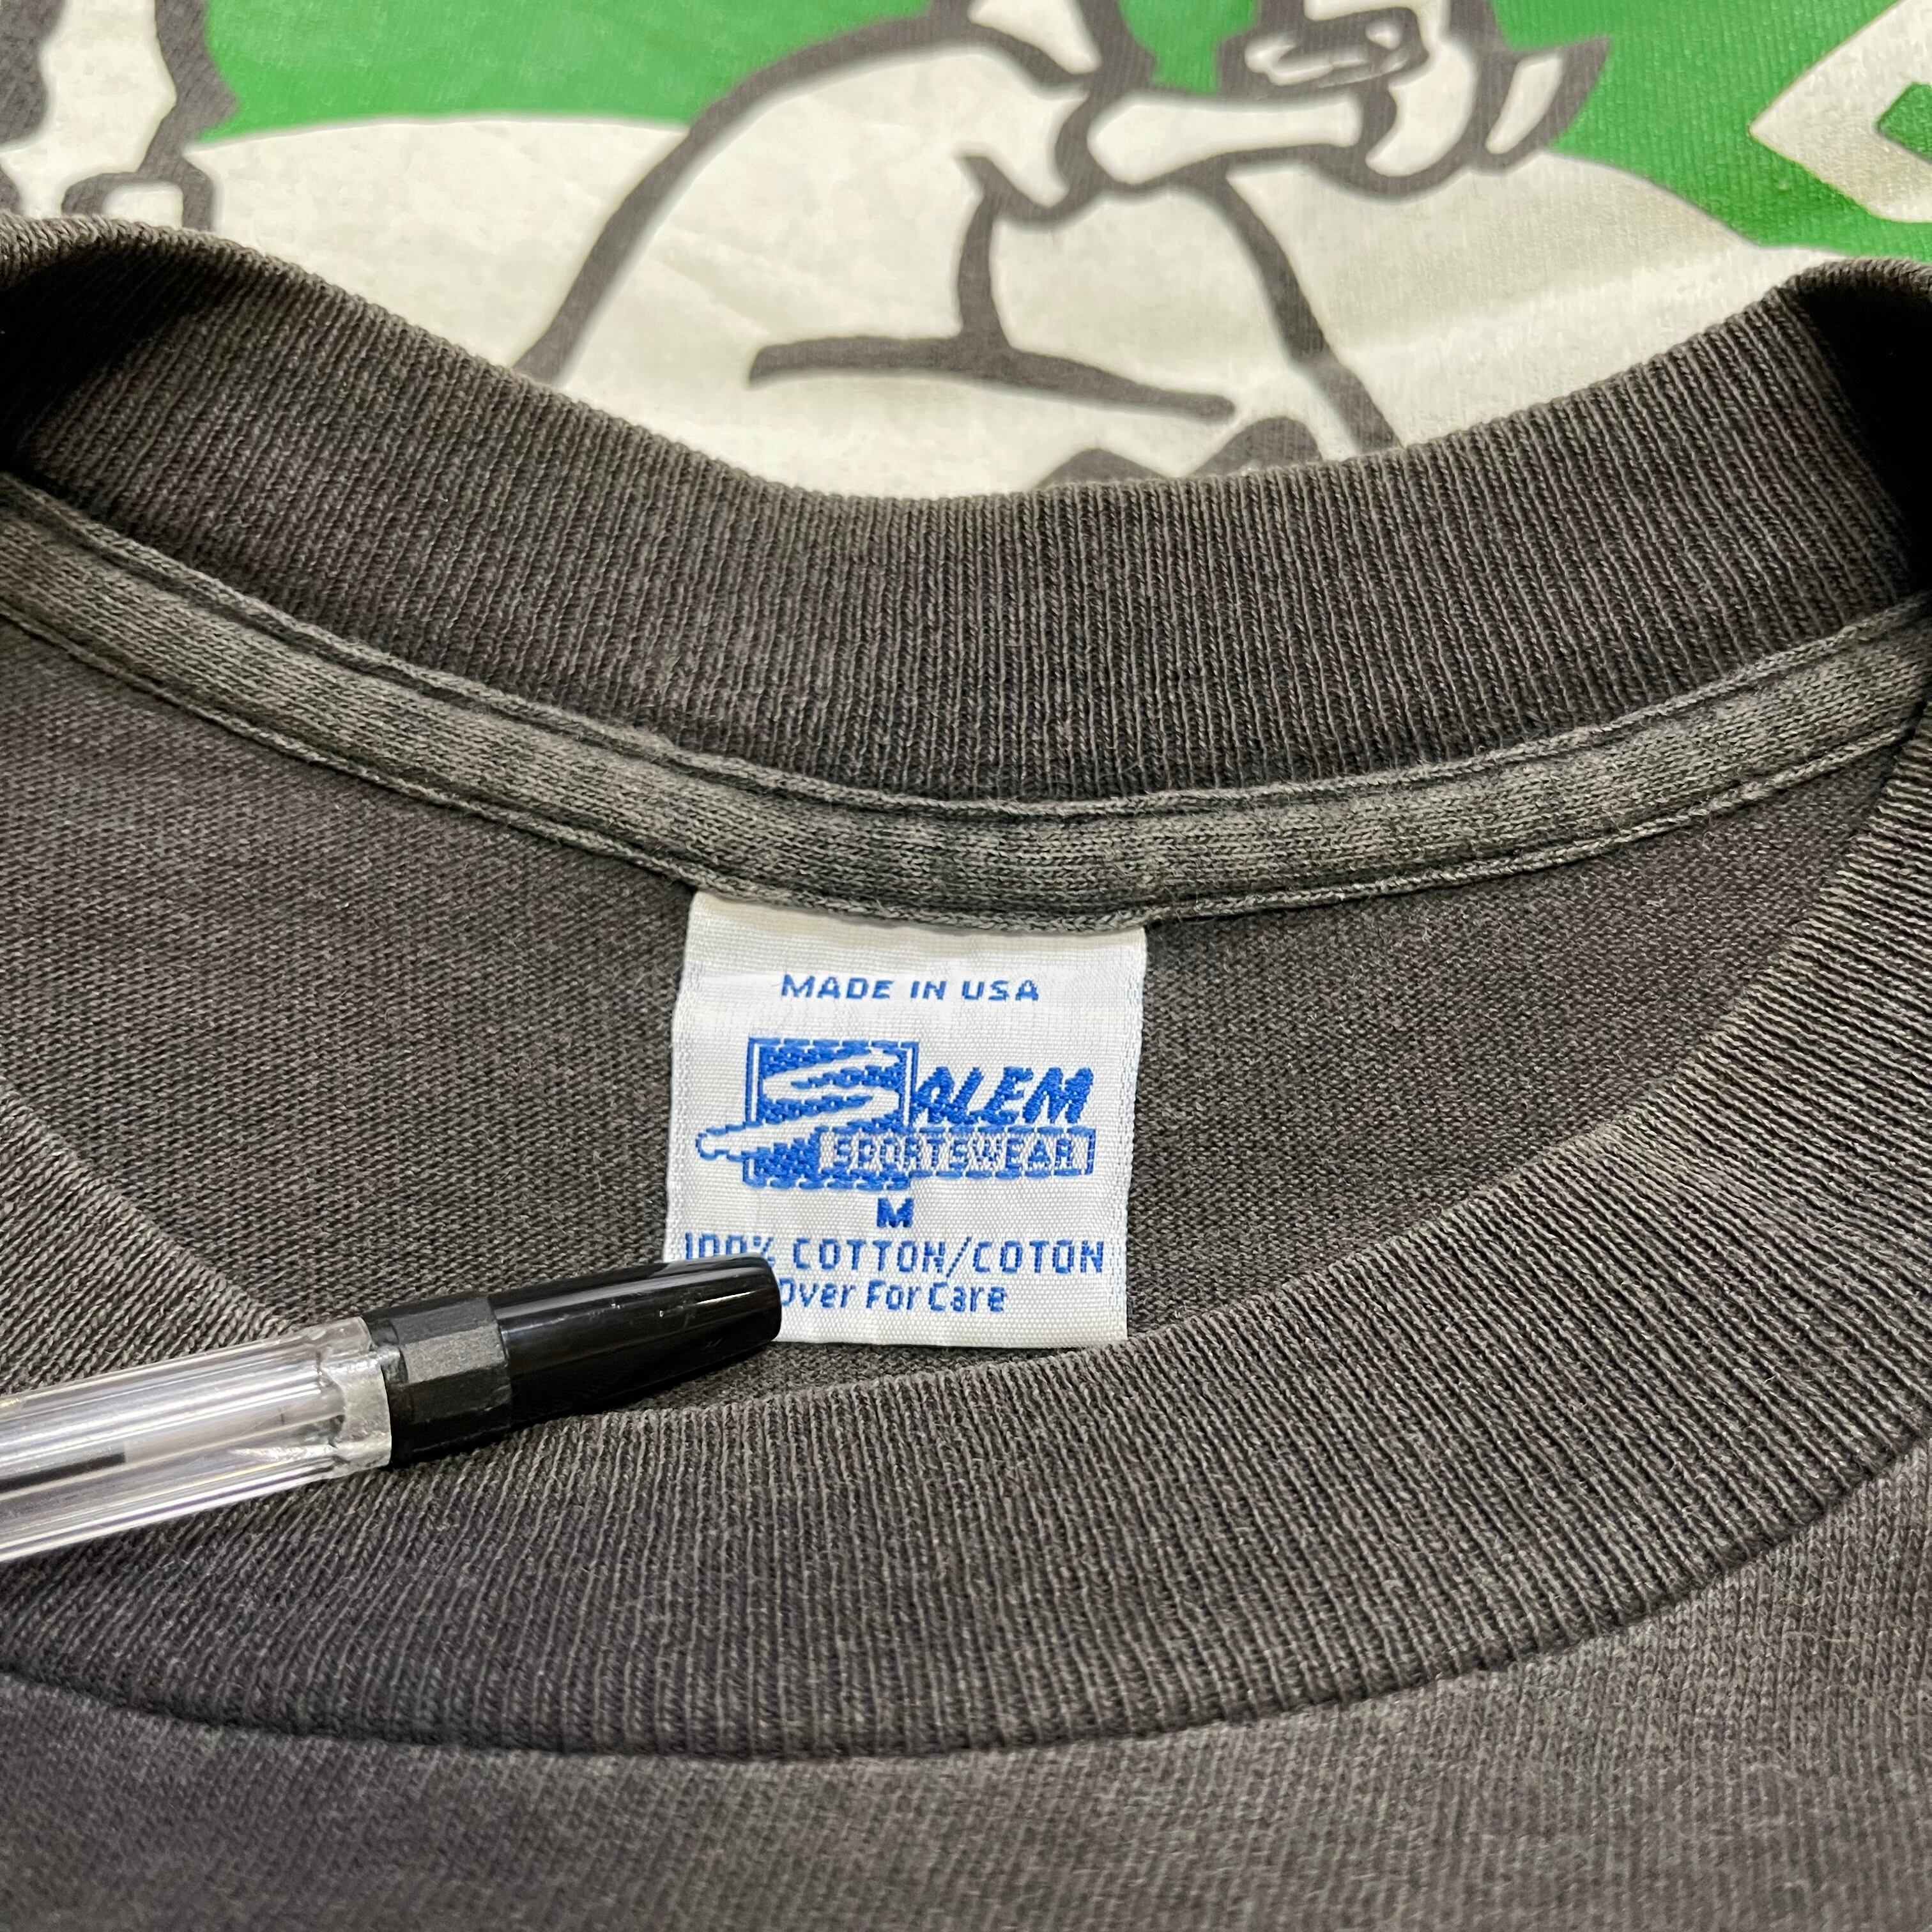 MADE IN USA
SALEM
SPORTSWEAR
M
100% COTTON/COTON
Over For Care